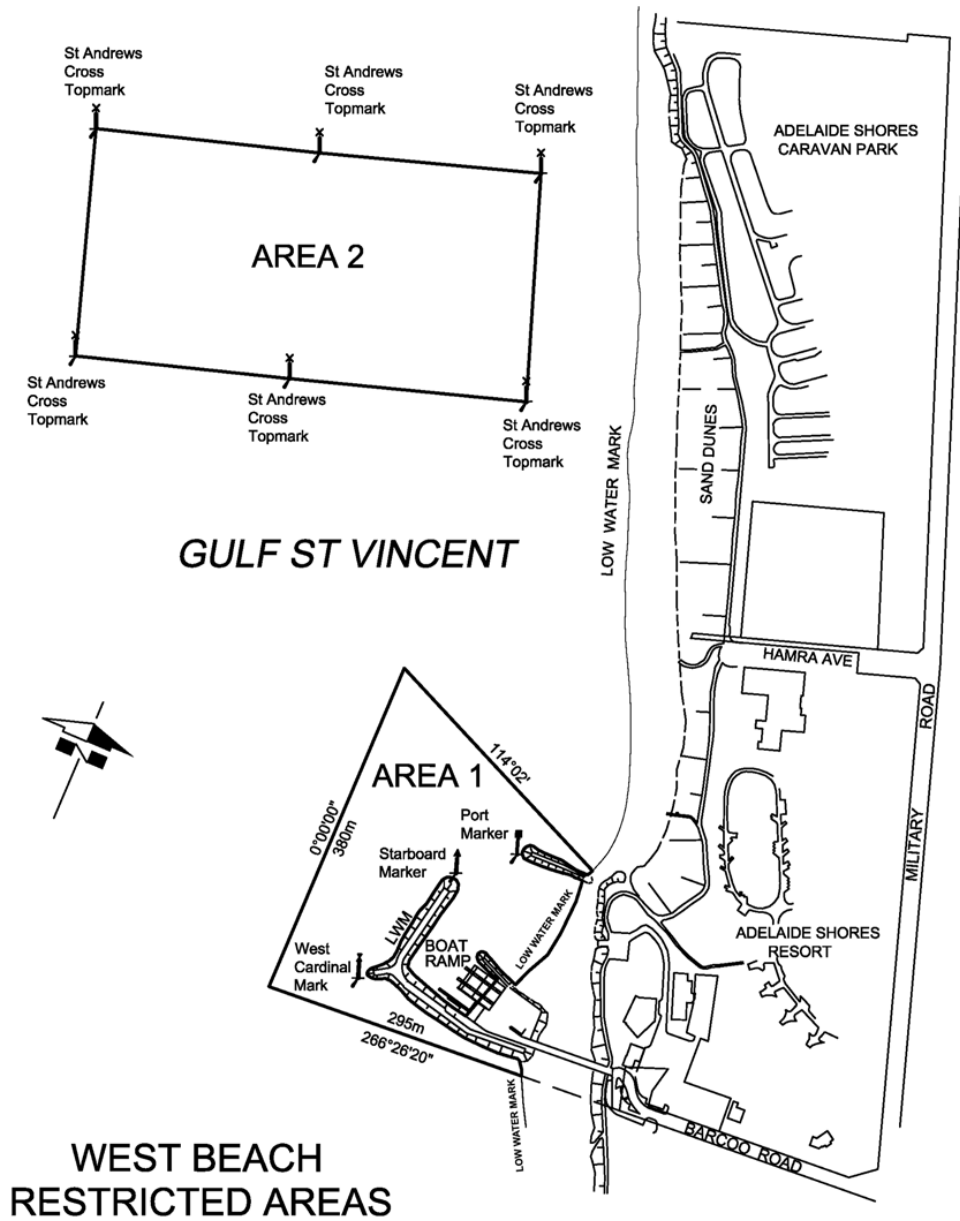 St Andrews
Cross
Topmark
St Andrews
Cross
Topmark
St Andrews
Cross
Topmark
ADELAIDE SHORES
CARAVAN PARK
AREA 2
St Andrews
Cross
Topmark
St Andrews
Cross
Topmark
St Andrews
Cross
Topmark
SAND DUNES
LOW WATER MARK
GULF ST VINCENT
HAMRA AVE
MILITARY ROAD
AREA 1
114°02'
0°00'00"
380m
Port
Marker
Starboard
Marker
LWM
West
Cardinal
Mark
BOAT
RAMP
LOW WATER MARK
ADELAIDE SHORES
RESORT
295m
266°26'20"
LOW WATER MARK
BARCOO ROAD
WEST BEACH
RESTRICTED AREAS